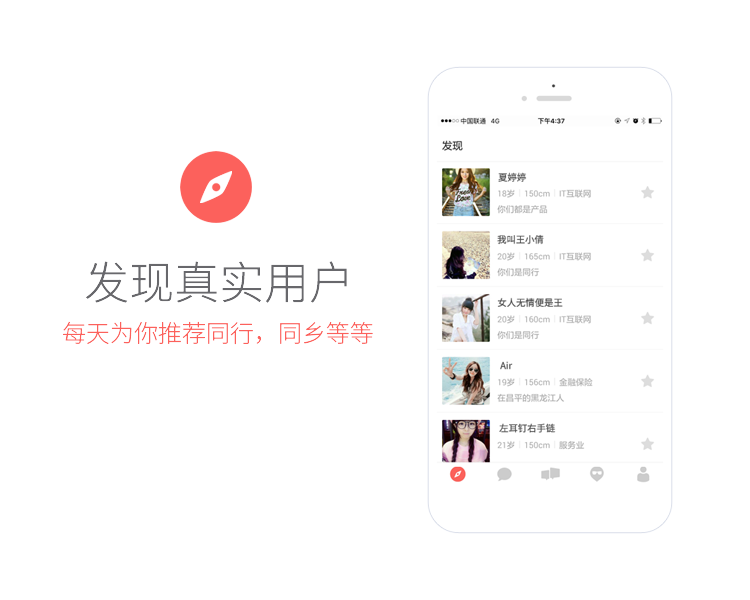 发现真实用户
每天为你推荐同行，同乡等等
中国联通 4G 下午4:37
发现
夏婷婷
18岁 150cm IT互联网
你们都是产品
我叫王小倩
20岁 165cm IT互联网
你们是同行
女人无情便是王
20岁 160cm IT互联网
你们是同行
Air
19岁 156cm 金融保险
在昌平的黑龙江人
左耳钉右手链
21岁 150cm 服务业